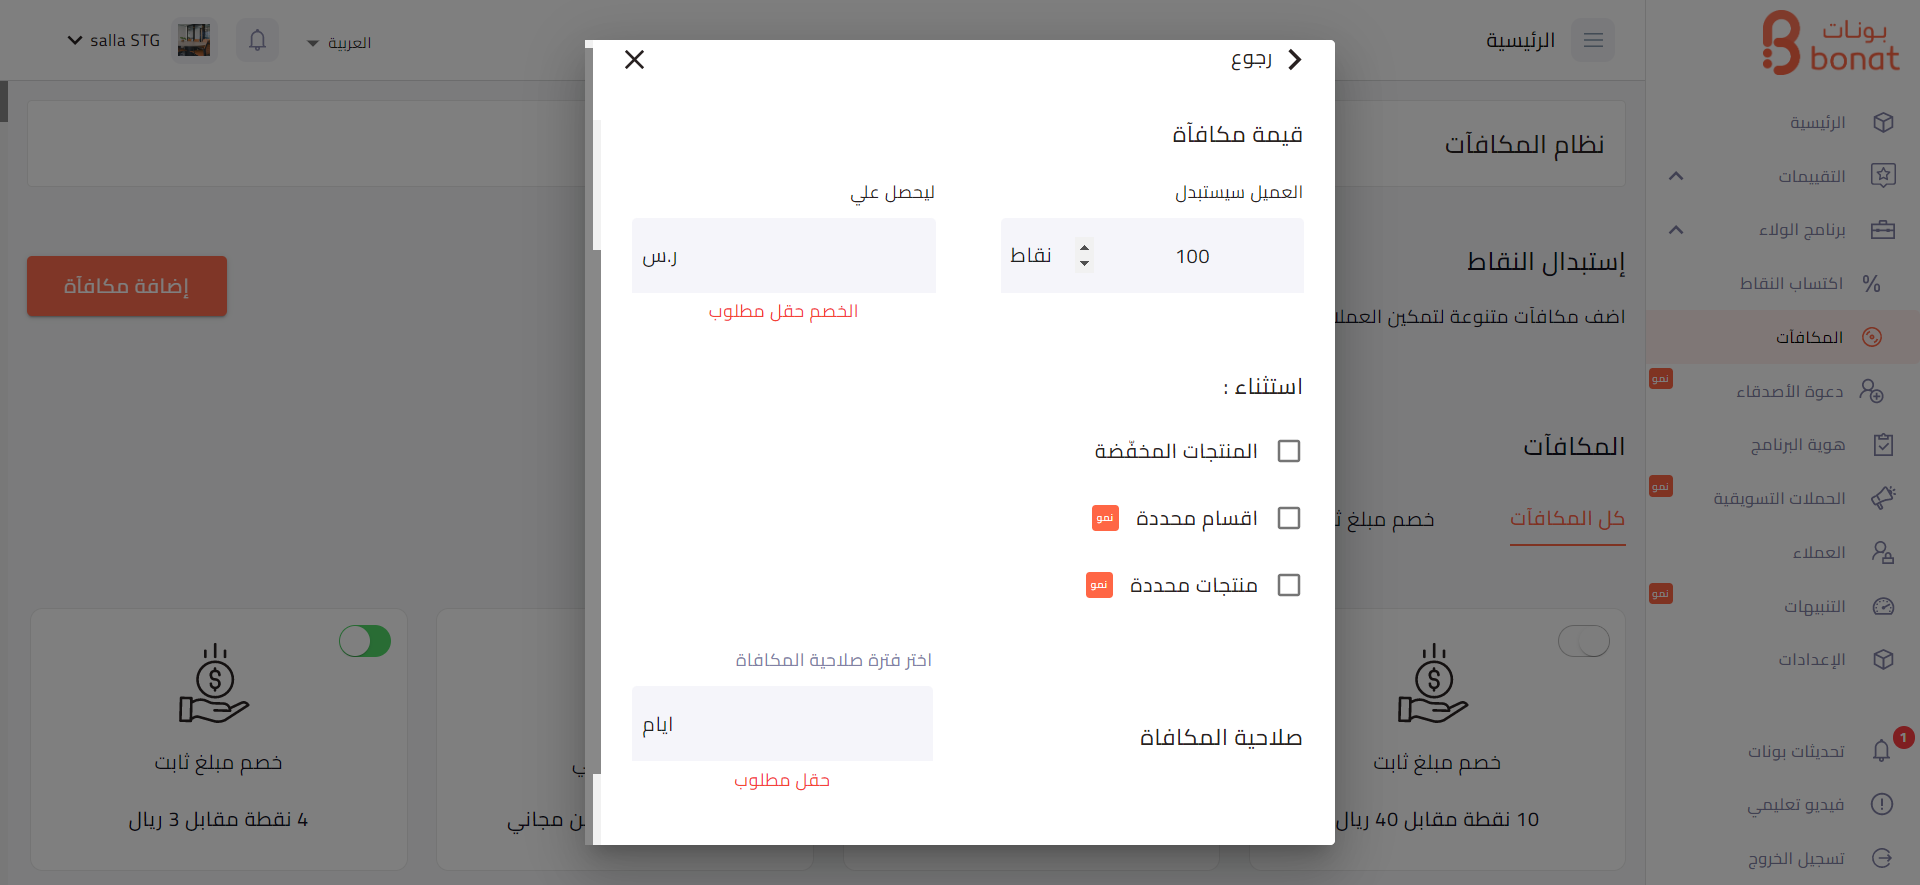 بونات
bonat
الرئيسية
العربية
salla STG
الرئيسية
التقييمات
برنامج الولاء
اكتساب النقاط
المكافآت
دعوة الأصدقاء
نمو
هوية البرنامج
الحملات التسويقية
نمو
العملاء
التنبيهات
نمو
الإعدادات
تحديثات بونات
1
فيديو تعليمي
تسجيل الخروج
نظام المكافآت
إستبدال النقاط
إضافة مكافآة
اضف مكافآت متنوعة لتمكين العملا
المكافآت
كل المكافآت
خصم مبلغ ثا
خصم مبلغ ثابت
10 نقطة مقابل 40 ريال
ن مجاني
خصم مبلغ ثابت
4 نقطة مقابل 3 ريال
رجوع
قيمة مكافآة
العميل سيستبدل
ليحصل علي
100
نقاط
ر.س
الخصم حقل مطلوب
استثناء :
المنتجات المخفّضة
اقسام محددة
نمو
منتجات محددة
نمو
اختر فترة صلاحية المكافاة
صلاحية المكافاة
ايام
حقل مطلوب